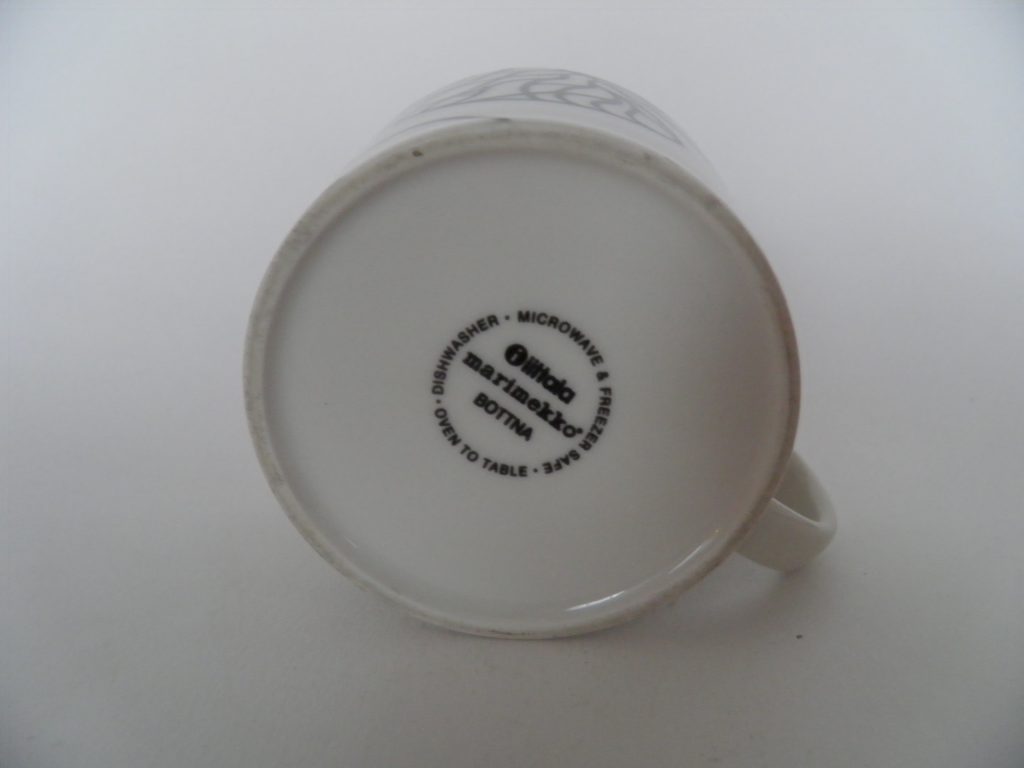 DISHWASHER · MICROWAVE & FREEZER SAFE · OVEN TO TABLE ·
i iittala
marimekko®
BOTTNA